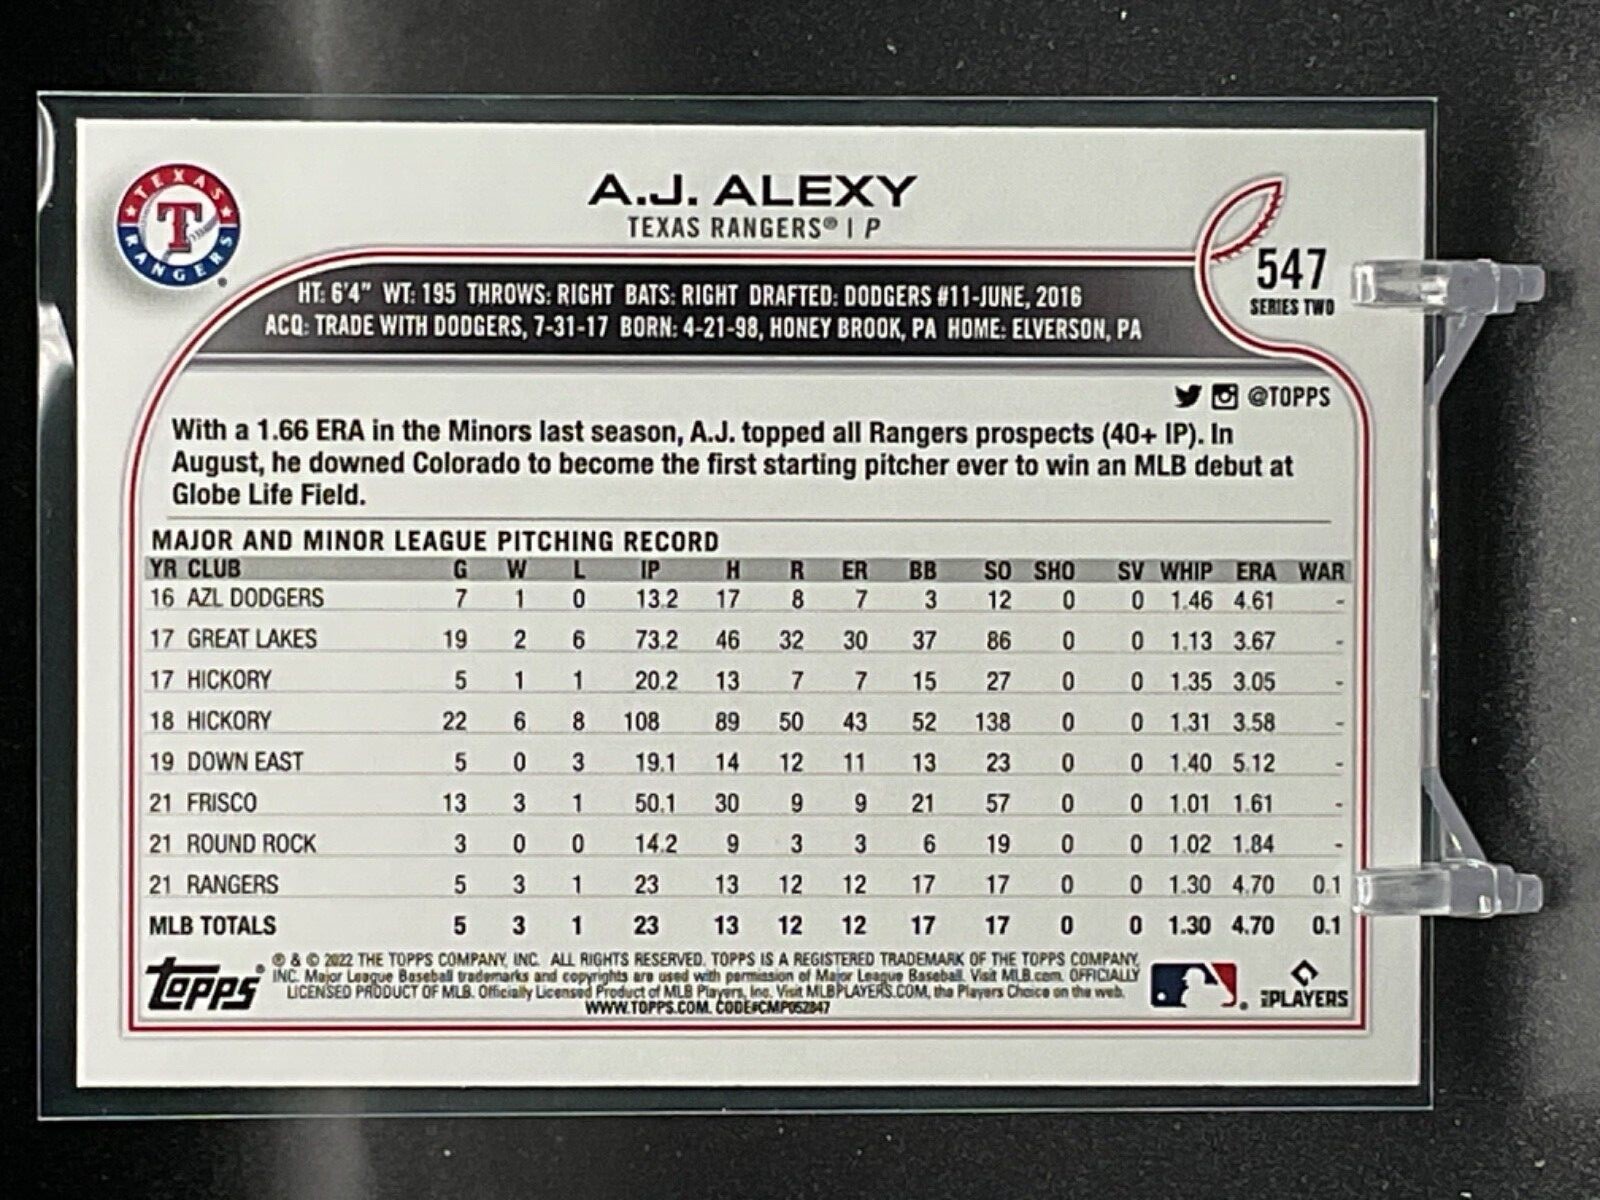 TEXAS
T
RANGERS
A.J. ALEXY
TEXAS RANGERS® | P
547
SERIES TWO
HT: 6'4" WT: 195 THROWS: RIGHT BATS: RIGHT DRAFTED: DODGERS #11-JUNE, 2016
ACQ: TRADE WITH DODGERS, 7-31-17 BORN: 4-21-98, HONEY BROOK, PA HOME: ELVERSON, PA
@TOPPS
With a 1.66 ERA in the Minors last season, A.J. topped all Rangers prospects (40+ IP). In
August, he downed Colorado to become the first starting pitcher ever to win an MLB debut at
Globe Life Field.
MAJOR AND MINOR LEAGUE PITCHING RECORD
YR CLUB G W L IP H R ER BB SO SHO SV WHIP ERA WAR
16 AZL DODGERS 7 1 0 13.2 17 8 7 3 12 0 0 1.46 4.61 -
17 GREAT LAKES 19 2 6 73.2 46 32 30 37 86 0 0 1.13 3.67 -
17 HICKORY 5 1 1 20.2 13 7 7 15 27 0 0 1.35 3.05 -
18 HICKORY 22 6 8 108 89 50 43 52 138 0 0 1.31 3.58 -
19 DOWN EAST 5 0 3 19.1 14 12 11 13 23 0 0 1.40 5.12 -
21 FRISCO 13 3 1 50.1 30 9 9 21 57 0 0 1.01 1.61 -
21 ROUND ROCK 3 0 0 14.2 9 3 3 6 19 0 0 1.02 1.84 -
21 RANGERS 5 3 1 23 13 12 12 17 17 0 0 1.30 4.70 0.1
MLB TOTALS 5 3 1 23 13 12 12 17 17 0 0 1.30 4.70 0.1
topps®
® & © 2022 THE TOPPS COMPANY, INC. ALL RIGHTS RESERVED. TOPPS IS A REGISTERED TRADEMARK OF THE TOPPS COMPANY,
INC. Major League Baseball trademarks and copyrights are used with permission of Major League Baseball. Visit MLB.com. OFFICIALLY
LICENSED PRODUCT OF MLB. Officially Licensed Product of MLB Players, Inc. Visit MLBPLAYERS.COM, the Players Choice on the web.
WWW.TOPPS.COM. CODE#CMP052847
PLAYERS